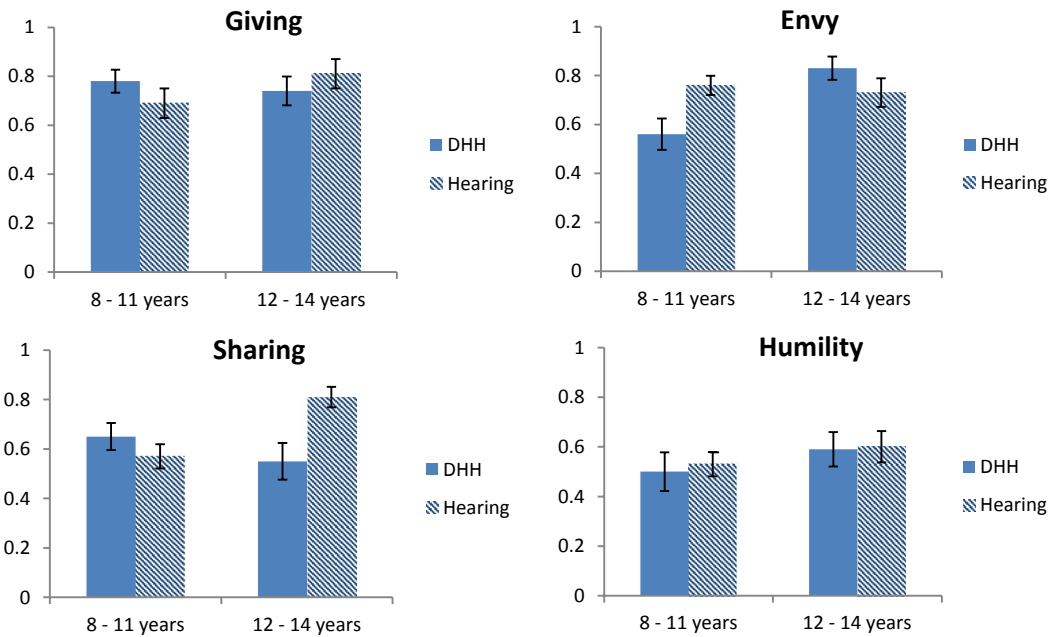 Giving
1
0.8
0.6
0.4
0.2
0
8 - 11 years
12 - 14 years
DHH
Hearing
Envy
1
0.8
0.6
0.4
0.2
0
8 - 11 years
12 - 14 years
DHH
Hearing
Sharing
1
0.8
0.6
0.4
0.2
0
8 - 11 years
12 - 14 years
DHH
Hearing
Humility
1
0.8
0.6
0.4
0.2
0
8 - 11 years
12 - 14 years
DHH
Hearing